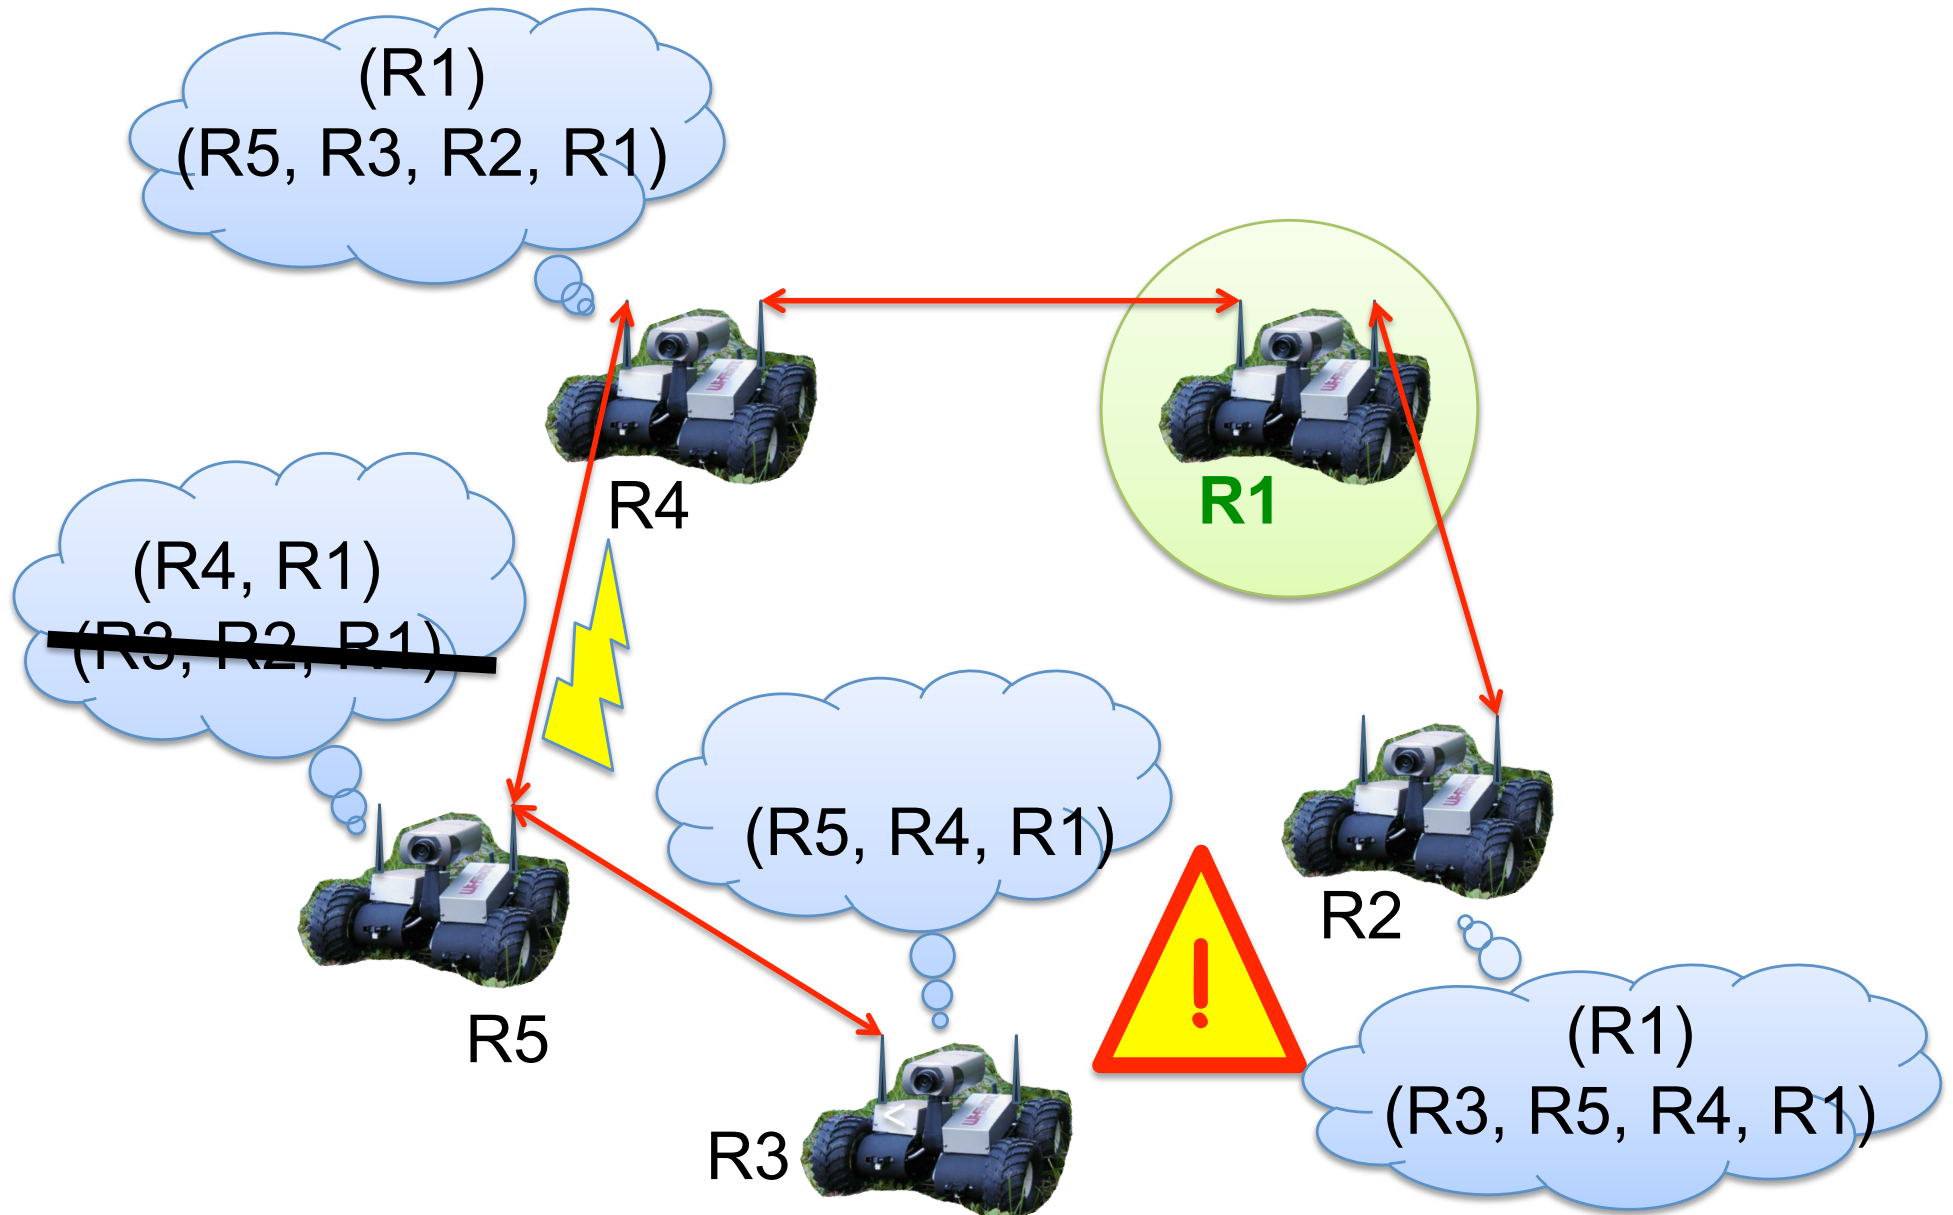 (R1)
(R5, R3, R2, R1)
R4
R1
(R4, R1)
(R3, R2, R1)
(R5, R4, R1)
!
R2
R5
(R1)
(R3, R5, R4, R1)
<
R3